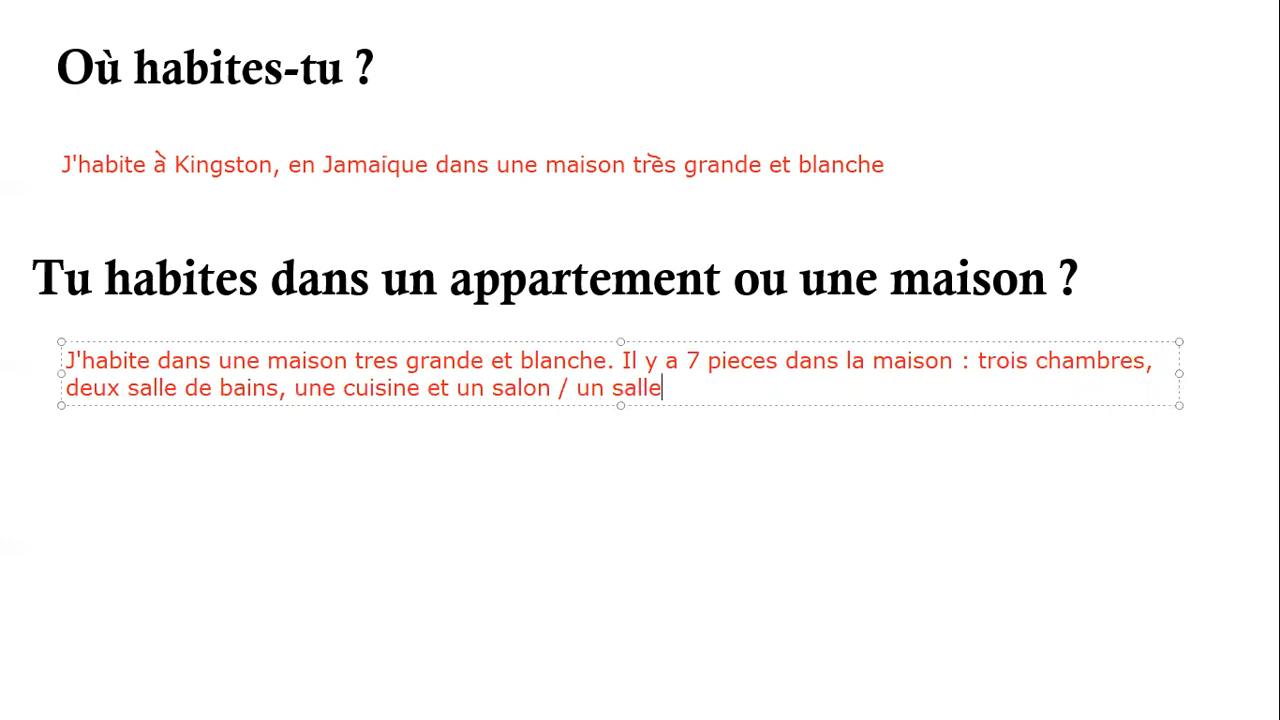 Où habites-tu ?
J'habite à Kingston, en Jamaïque dans une maison très grande et blanche
Tu habites dans un appartement ou une maison ?
J'habite dans une maison tres grande et blanche. Il y a 7 pieces dans la maison : trois chambres,
deux salle de bains, une cuisine et un salon / un salle